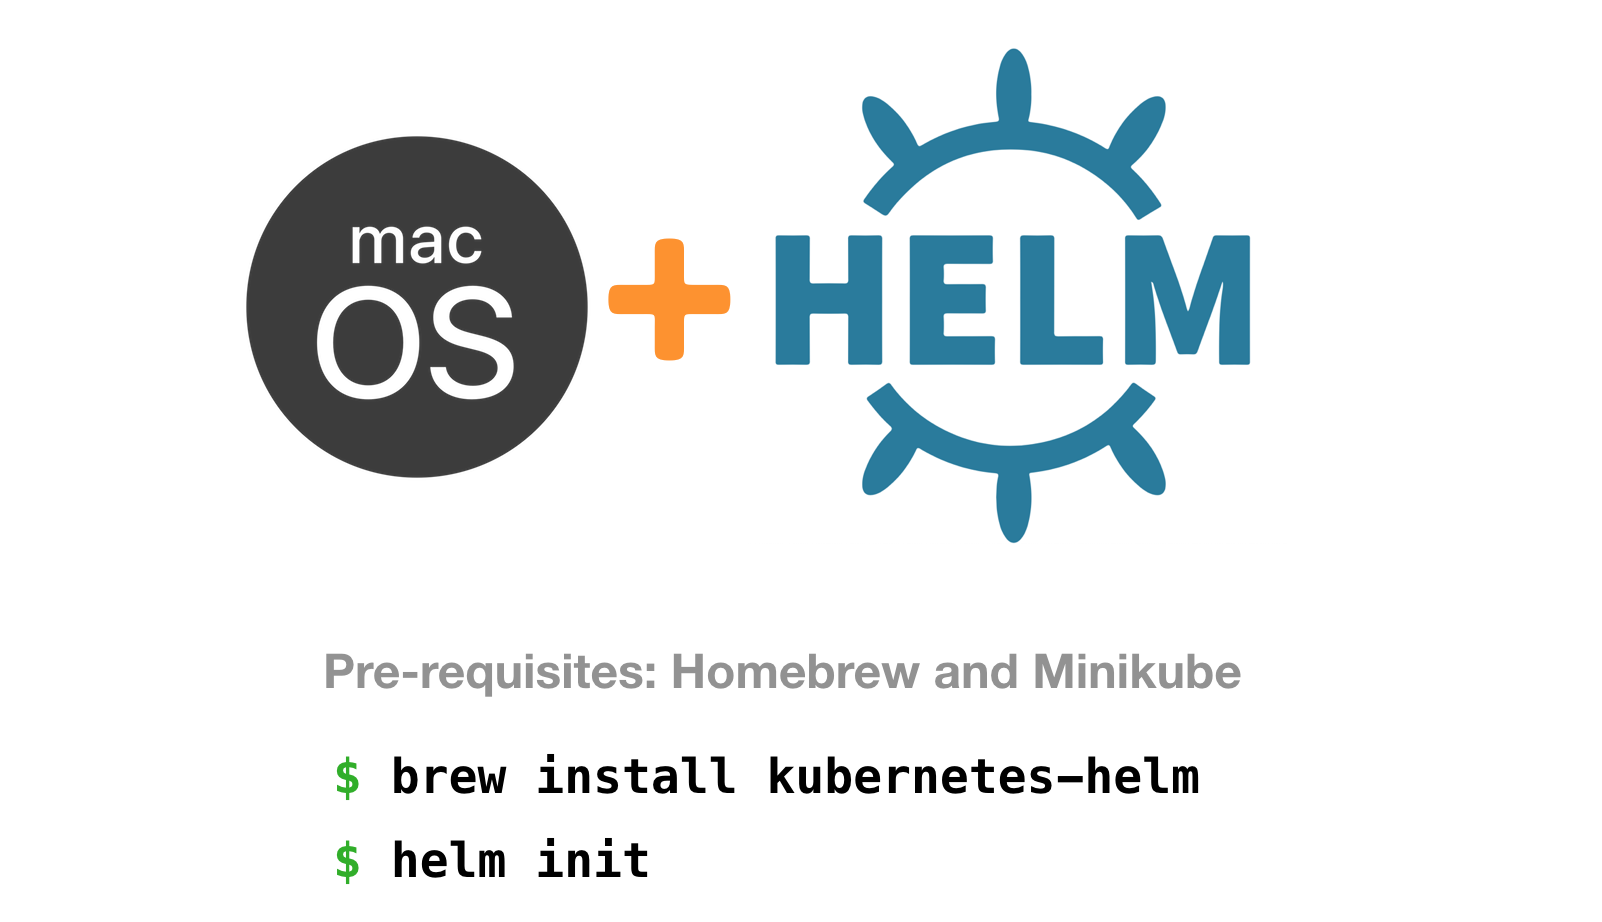 mac
OS
HELM
Pre-requisites: Homebrew and Minikube
$ brew install kubernetes-helm
$ helm init